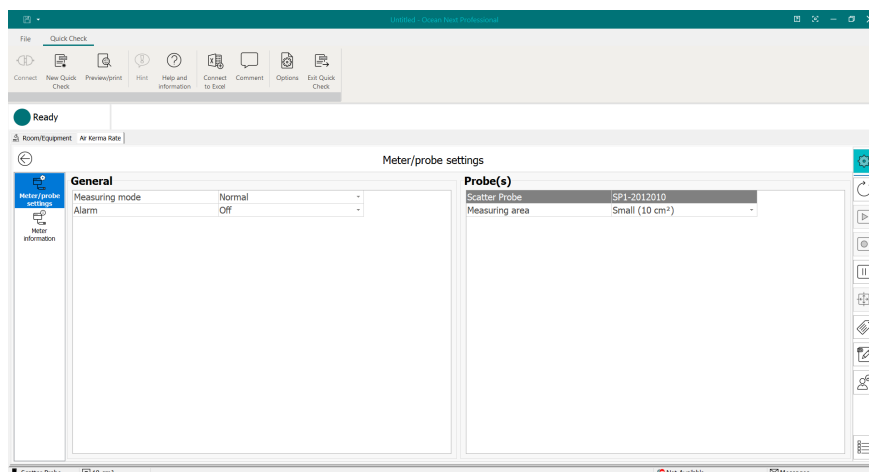 Untitled - Ocean Next Professional
File Quick Check
Connect New Quick Check Preview/print Hint Help and information Connect to Excel Comment Options Exit Quick Check
Ready
Room/Equipment Air Kerma Rate
Meter/probe settings
Meter/probe settings
Meter information
General
Measuring mode Normal
Alarm Off
Probe(s)
Scatter Probe SP1-2012010
Measuring area Small (10 cm²)